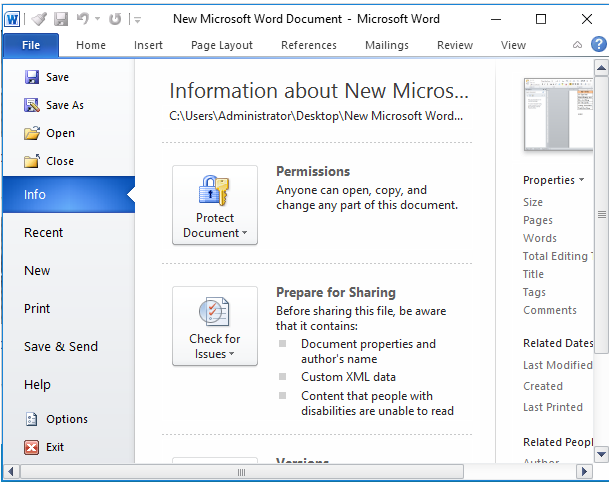 New Microsoft Word Document - Microsoft Word
File Home Insert Page Layout References Mailings Review View
Save
Save As
Open
Close
Info
Recent
New
Print
Save & Send
Help
Options
Exit
Information about New Micros...
C:\Users\Administrator\Desktop\New Microsoft Word...
Protect
Document
Permissions
Anyone can open, copy, and
change any part of this document.
Check for
Issues
Prepare for Sharing
Before sharing this file, be aware
that it contains:
Document properties and
author's name
Custom XML data
Content that people with
disabilities are unable to read
Versions
Properties
Size
Pages
Words
Total Editing T
Title
Tags
Comments
Related Dates
Last Modified
Created
Last Printed
Related Peopl
Author